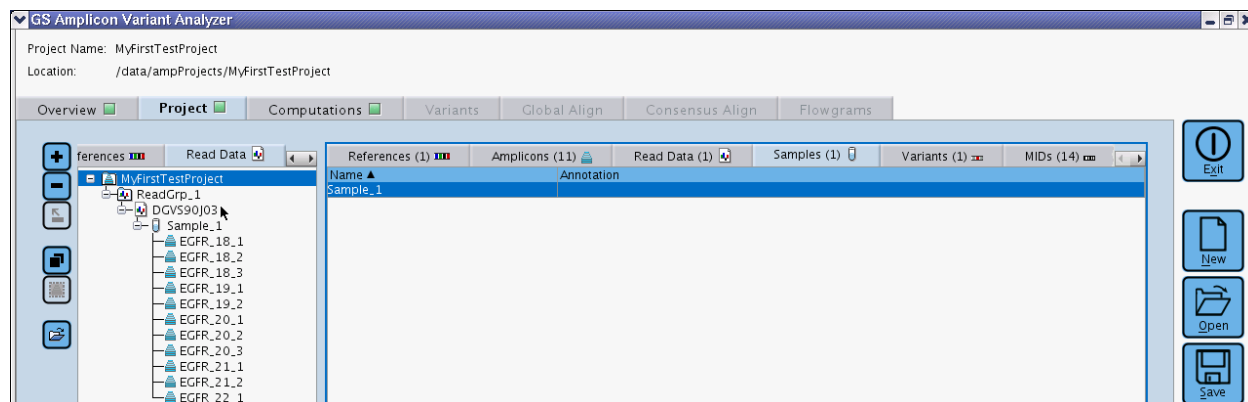 GS Amplicon Variant Analyzer
Project Name: MyFirstTestProject
Location: /data/ampProjects/MyFirstTestProject
Overview Project Computations Variants Global Align Consensus Align Flowgrams
ferences Read Data References (1) Amplicons (11) Read Data (1) Samples (1) Variants (1) MIDs (14)
Exit
Name Annotation
Sample_1
MyFirstTestProject
ReadGrp_1
DGVS90J03
Sample_1
EGFR_18_1
EGFR_18_2
EGFR_18_3
EGFR_19_1
EGFR_19_2
EGFR_20_1
EGFR_20_2
EGFR_20_3
EGFR_21_1
EGFR_21_2
EGFR_22_1
New
Open
Save